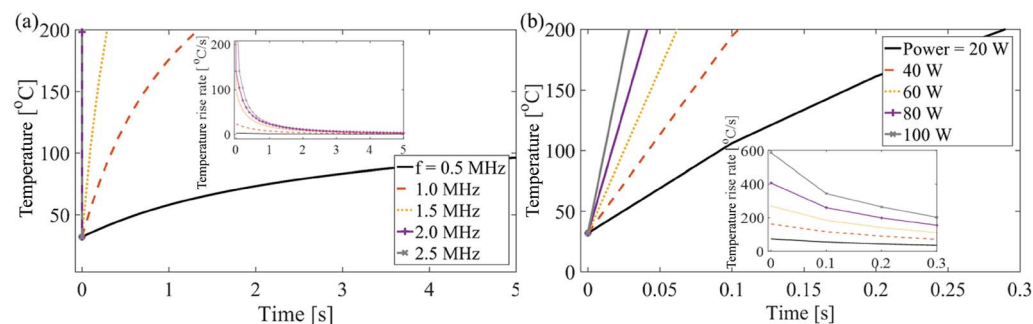 (a)
200
150
100
50
0
Temperature [°C]
0
1
2
3
4
5
Time [s]
Temperature rise rate [°C/s]
200
100
0
0
1
2
3
4
5
f = 0.5 MHz
1.0 MHz
1.5 MHz
2.0 MHz
2.5 MHz
(b)
200
150
100
50
0
Temperature [°C]
0
0.05
0.1
0.15
0.2
0.25
0.3
Time [s]
Power = 20 W
40 W
60 W
80 W
100 W
Temperature rise rate [°C/s]
600
400
200
0
0
0.1
0.2
0.3